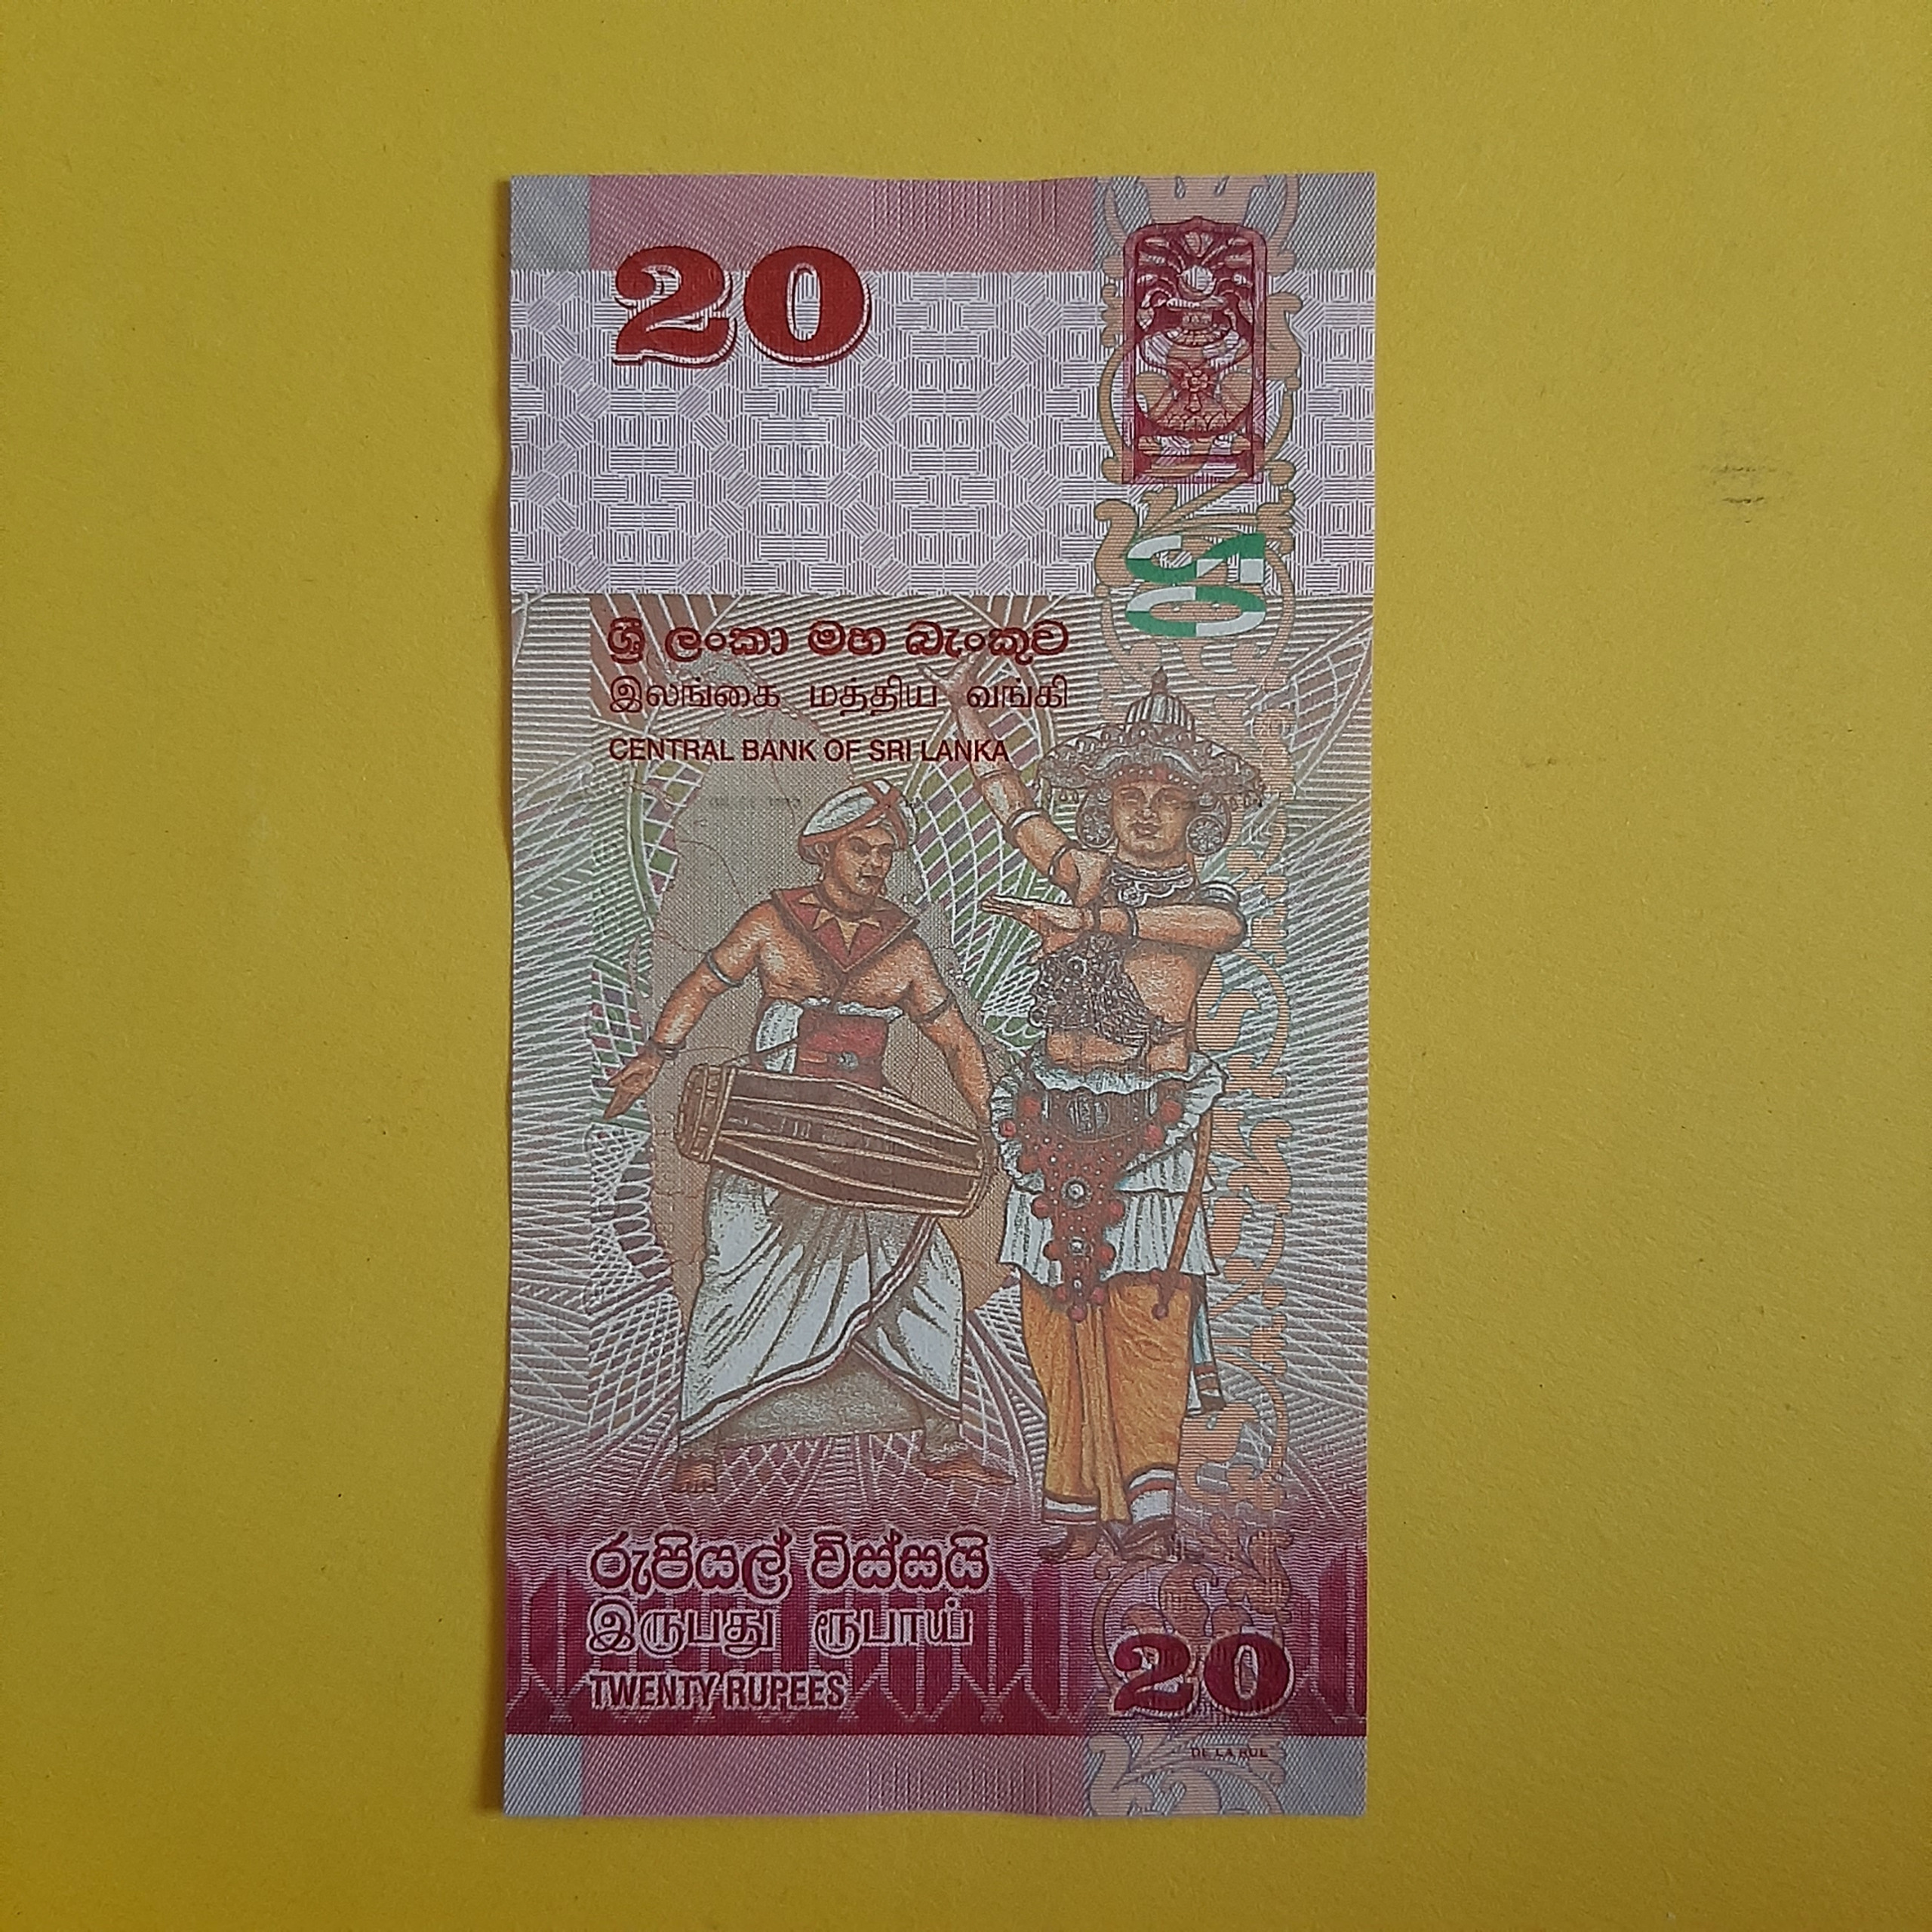 20
20
ශ්‍රී ලංකා මහ බැංකුව
இலங்கை மத்திய வங்கி
CENTRAL BANK OF SRI LANKA
රුපියල් විස්සයි
இருபது ரூபாய்
TWENTY RUPEES
20
DE LA RUE